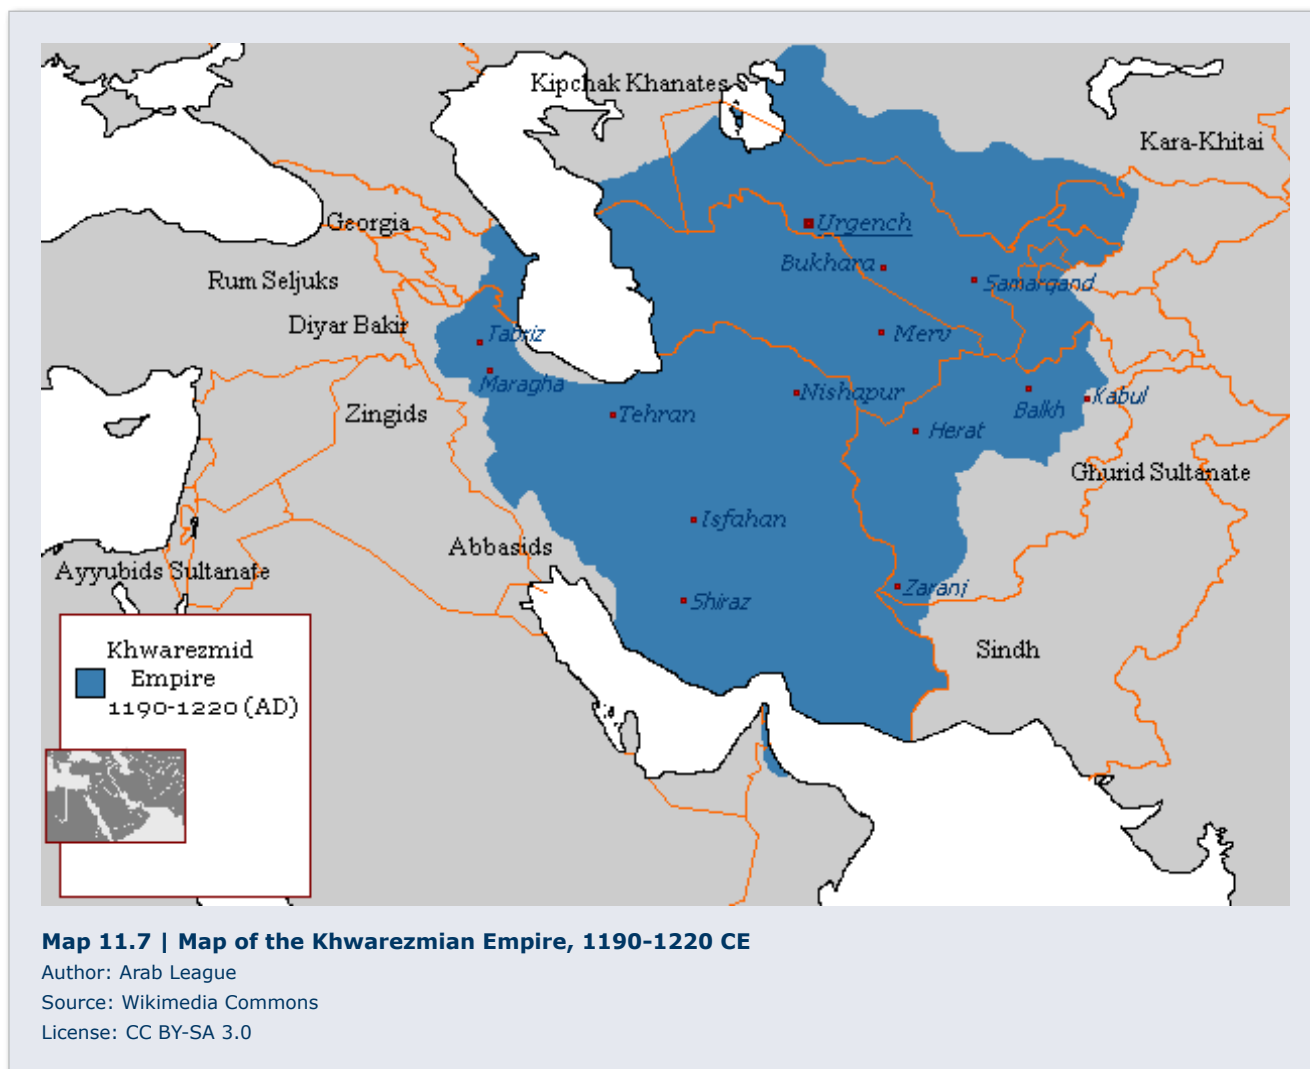 Kipchak Khanates
Kara-Khitai
Georgia
Urgench
Bukhara
Rum Seljuks
Samarqand
Diyar Bakir
Tabriz
Merv
Maragha
Nishapur
Kabul
Balkh
Zingids
Tehran
Herat
Ghurid Sultanate
Isfahan
Abbasids
Ayyubids Sultanate
Zaranj
Shiraz
Sindh
Khwarezmid
Empire
1190-1220 (AD)
Map 11.7 | Map of the Khwarezmian Empire, 1190-1220 CE
Author: Arab League
Source: Wikimedia Commons
License: CC BY-SA 3.0